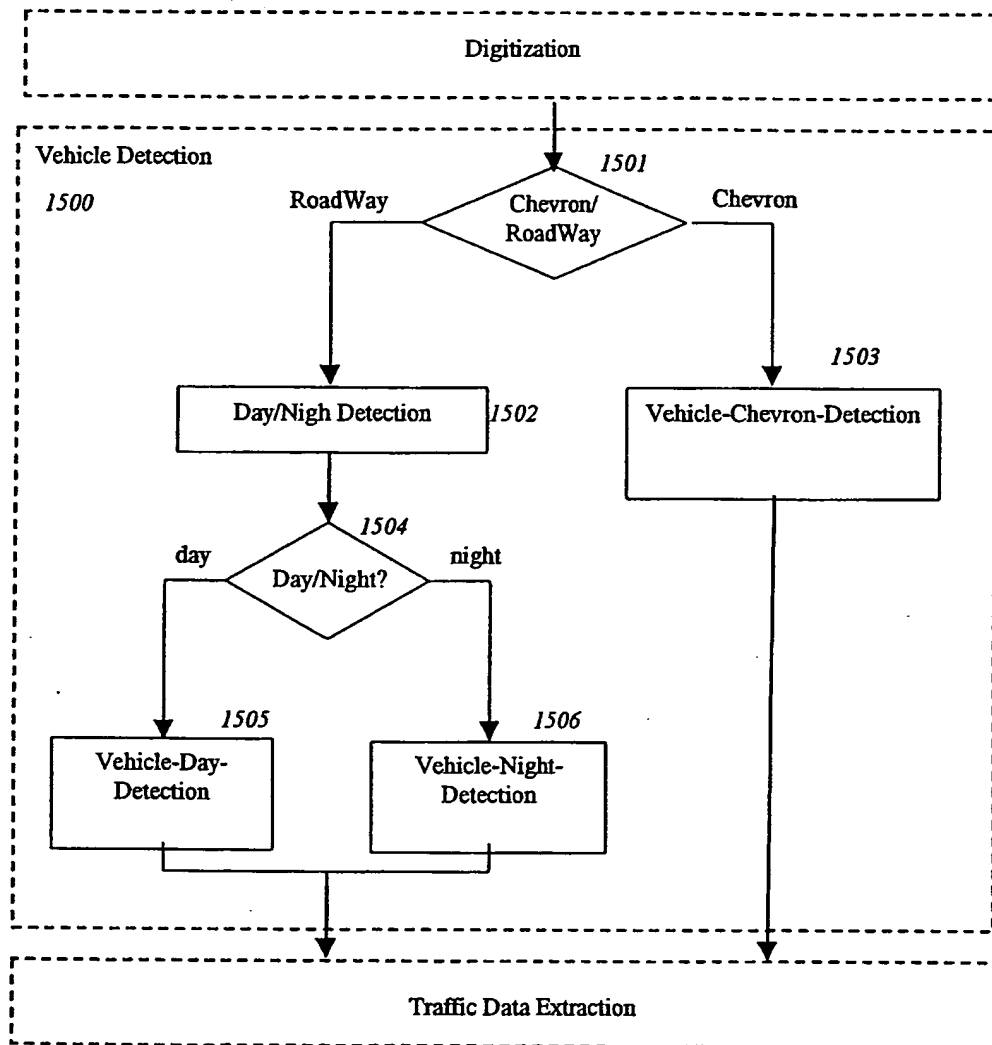 Digitization
Vehicle Detection
1500
1501
RoadWay
Chevron/
RoadWay
Chevron
1503
Day/Nigh Detection
1502
Vehicle-Chevron-Detection
1504
day
Day/Night?
night
1505
1506
Vehicle-Day-
Detection
Vehicle-Night-
Detection
Traffic Data Extraction